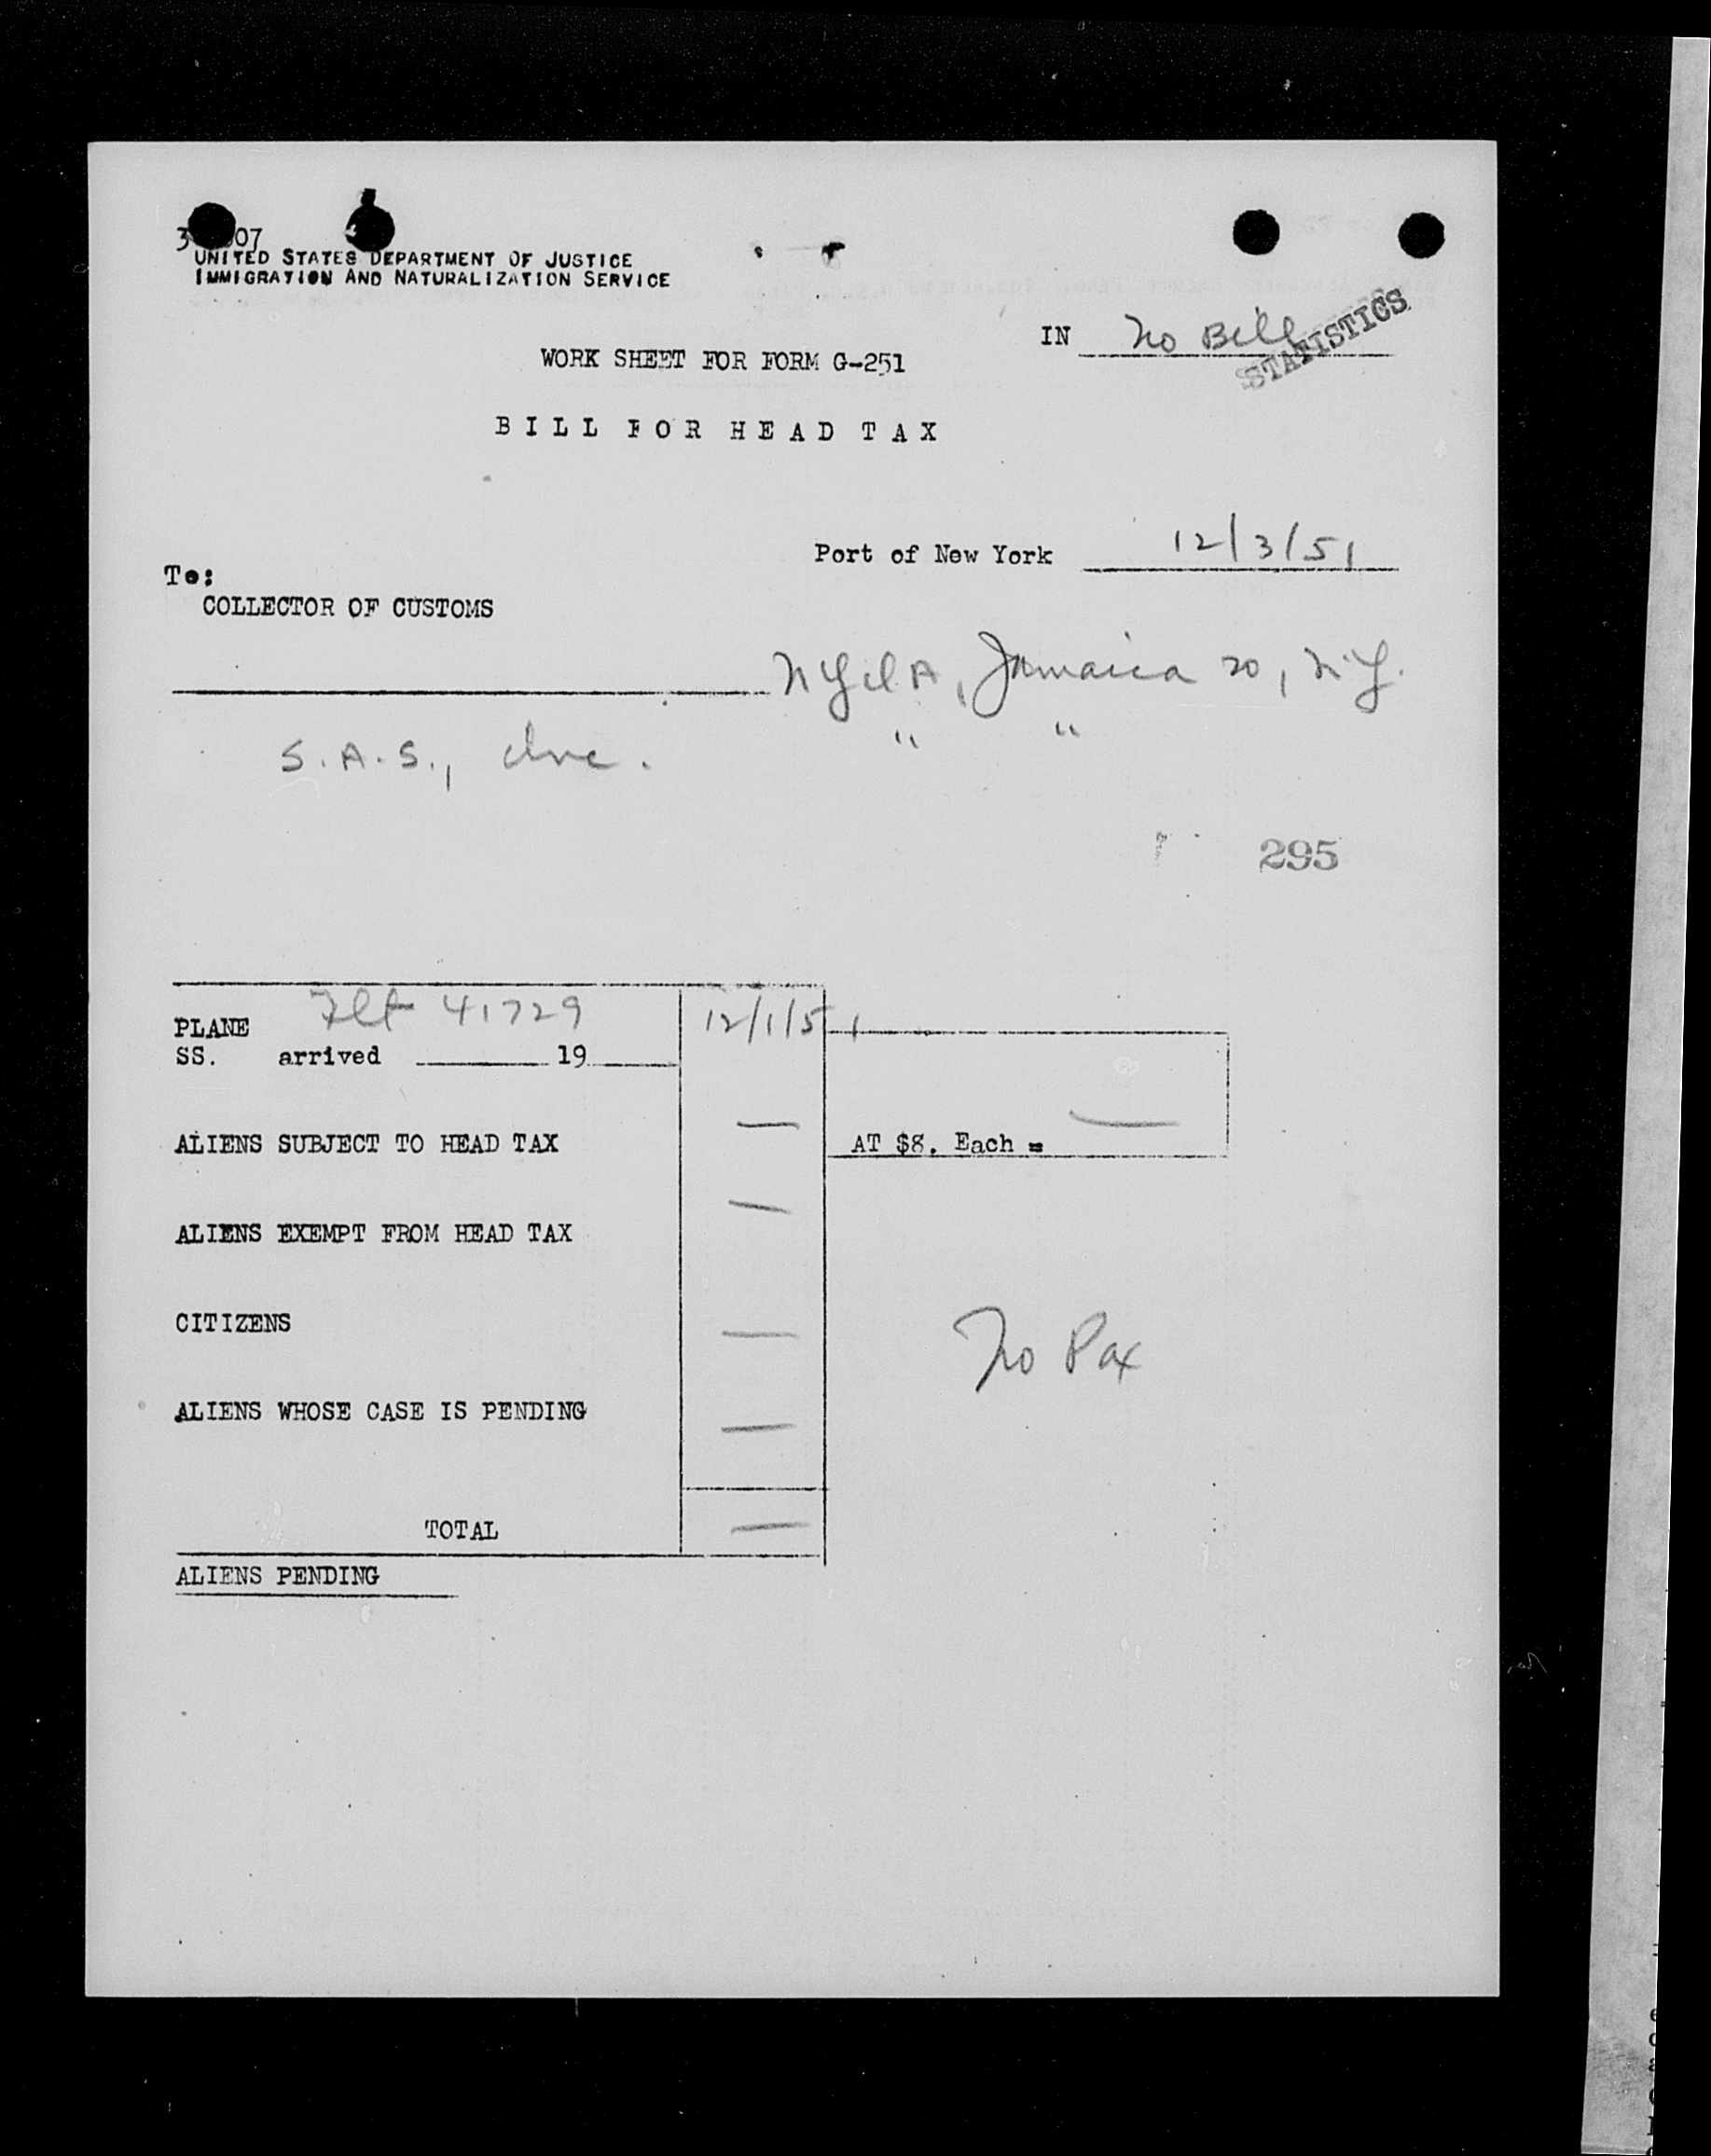 07
UNITED STATES DEPARTMENT OF JUSTICE
IMMIGRATION AND NATURALIZATION SERVICE
IN No Bill
STATISTICS
WORK SHEET FOR FORM G-251
BILL FOR HEAD TAX
Port of New York 12/3/51
To:
COLLECTOR OF CUSTOMS
NYIA, Jamaica 20, N.Y.
S.A.S., Inc. " "
295
PLANE Flt 41729 12/1/51
SS. arrived 19
ALIENS SUBJECT TO HEAD TAX — AT $8. Each = —
ALIENS EXEMPT FROM HEAD TAX —
CITIZENS —
No Pax
ALIENS WHOSE CASE IS PENDING —
TOTAL —
ALIENS PENDING